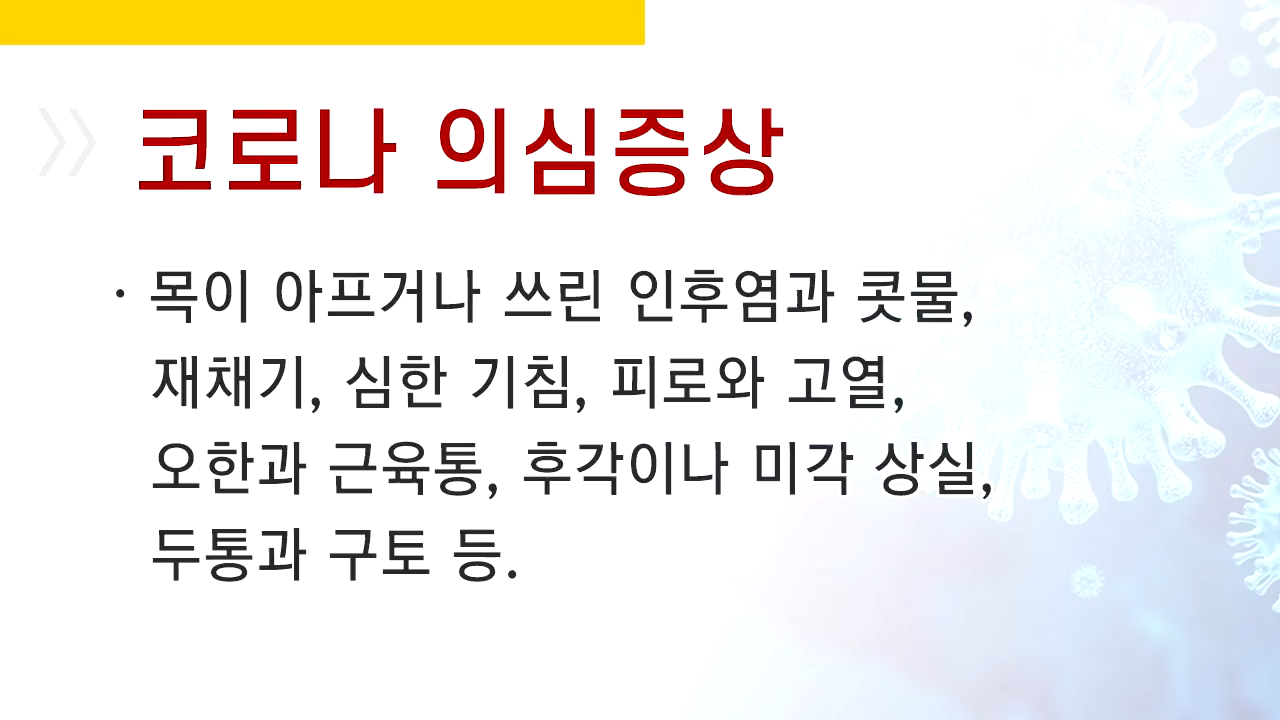 코로나 의심증상
· 목이 아프거나 쓰린 인후염과 콧물,
재채기, 심한 기침, 피로와 고열,
오한과 근육통, 후각이나 미각 상실,
두통과 구토 등.